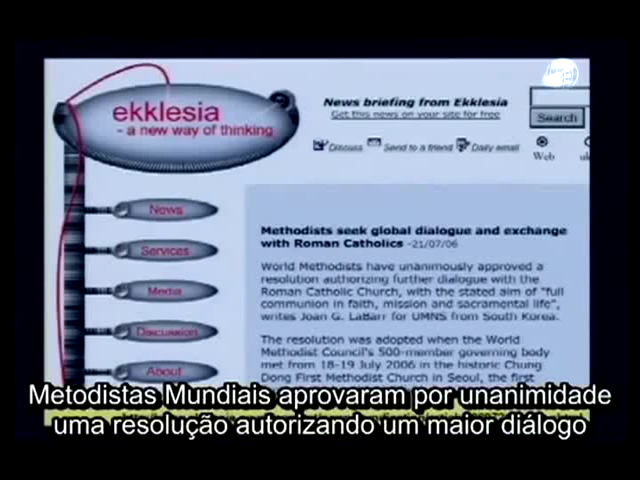 ekklesia
- a new way of thinking
News briefing from Ekklesia
Get this news on your site for free
Search
Discuss
Send to a friend
Daily email
Web
News
Services
Media
Discussion
About
Methodists seek global dialogue and exchange
with Roman Catholics -21/07/06
World Methodists have unanimously approved a
resolution authorizing further dialogue with the
Roman Catholic Church, with the stated aim of "full
communion in faith, mission and sacramental life",
writes Joan G. LaBarr for UMNS from South Korea.
The resolution was adopted when the World
Methodist Council's 500-member governing body
met from 18-19 July 2006 in the historic Chung
Dong First Methodist Church in Seoul, the first
Metodistas Mundiais aprovaram por unanimidade
uma resolução autorizando um maior diálogo